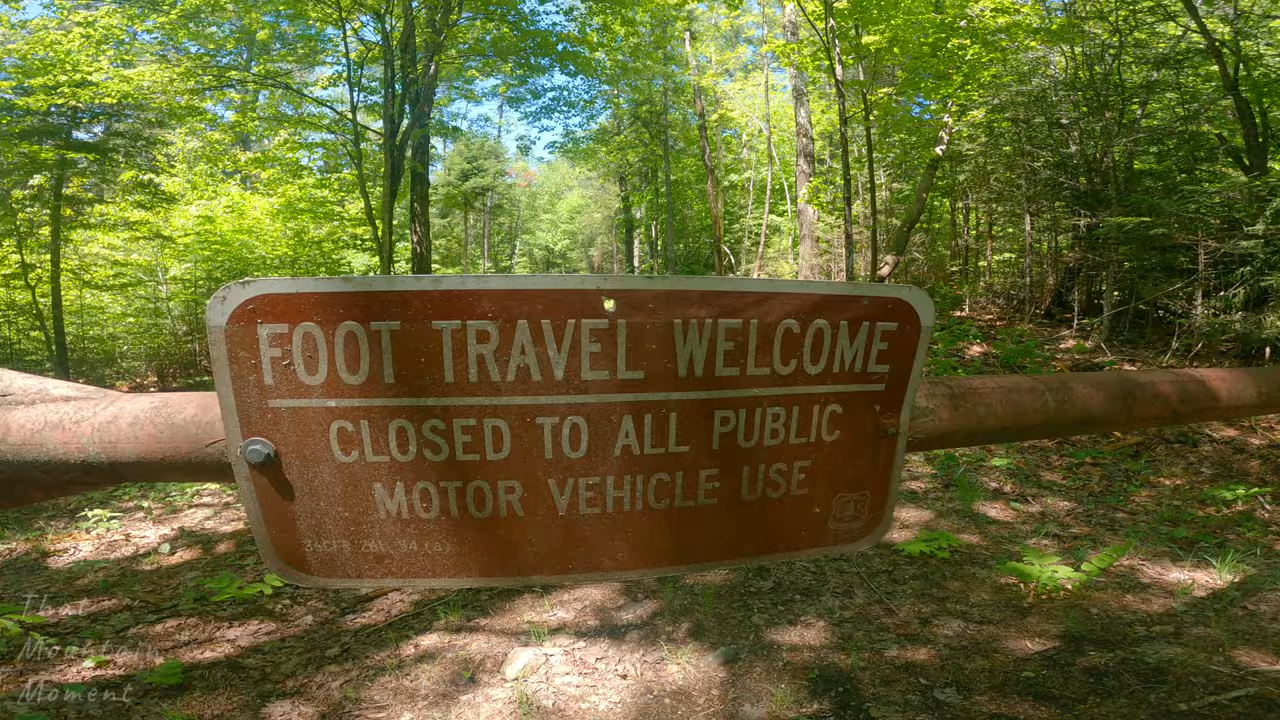 FOOT TRAVEL WELCOME
CLOSED TO ALL PUBLIC
MOTOR VEHICLE USE
That
Mountain
Moment